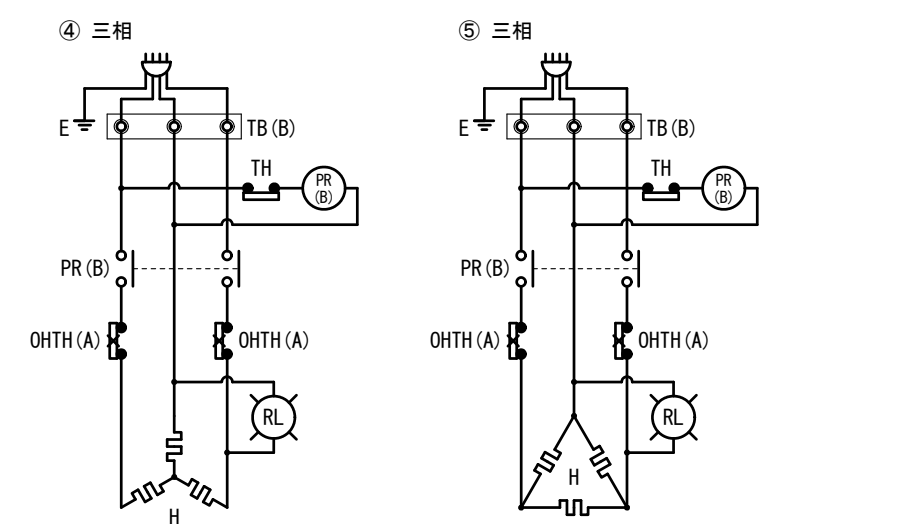 ④ 三相
E
TB(B)
TH
PR
(B)
PR(B)
OHTH(A)
OHTH(A)
RL
H
⑤ 三相
E
TB(B)
TH
PR
(B)
PR(B)
OHTH(A)
OHTH(A)
RL
H